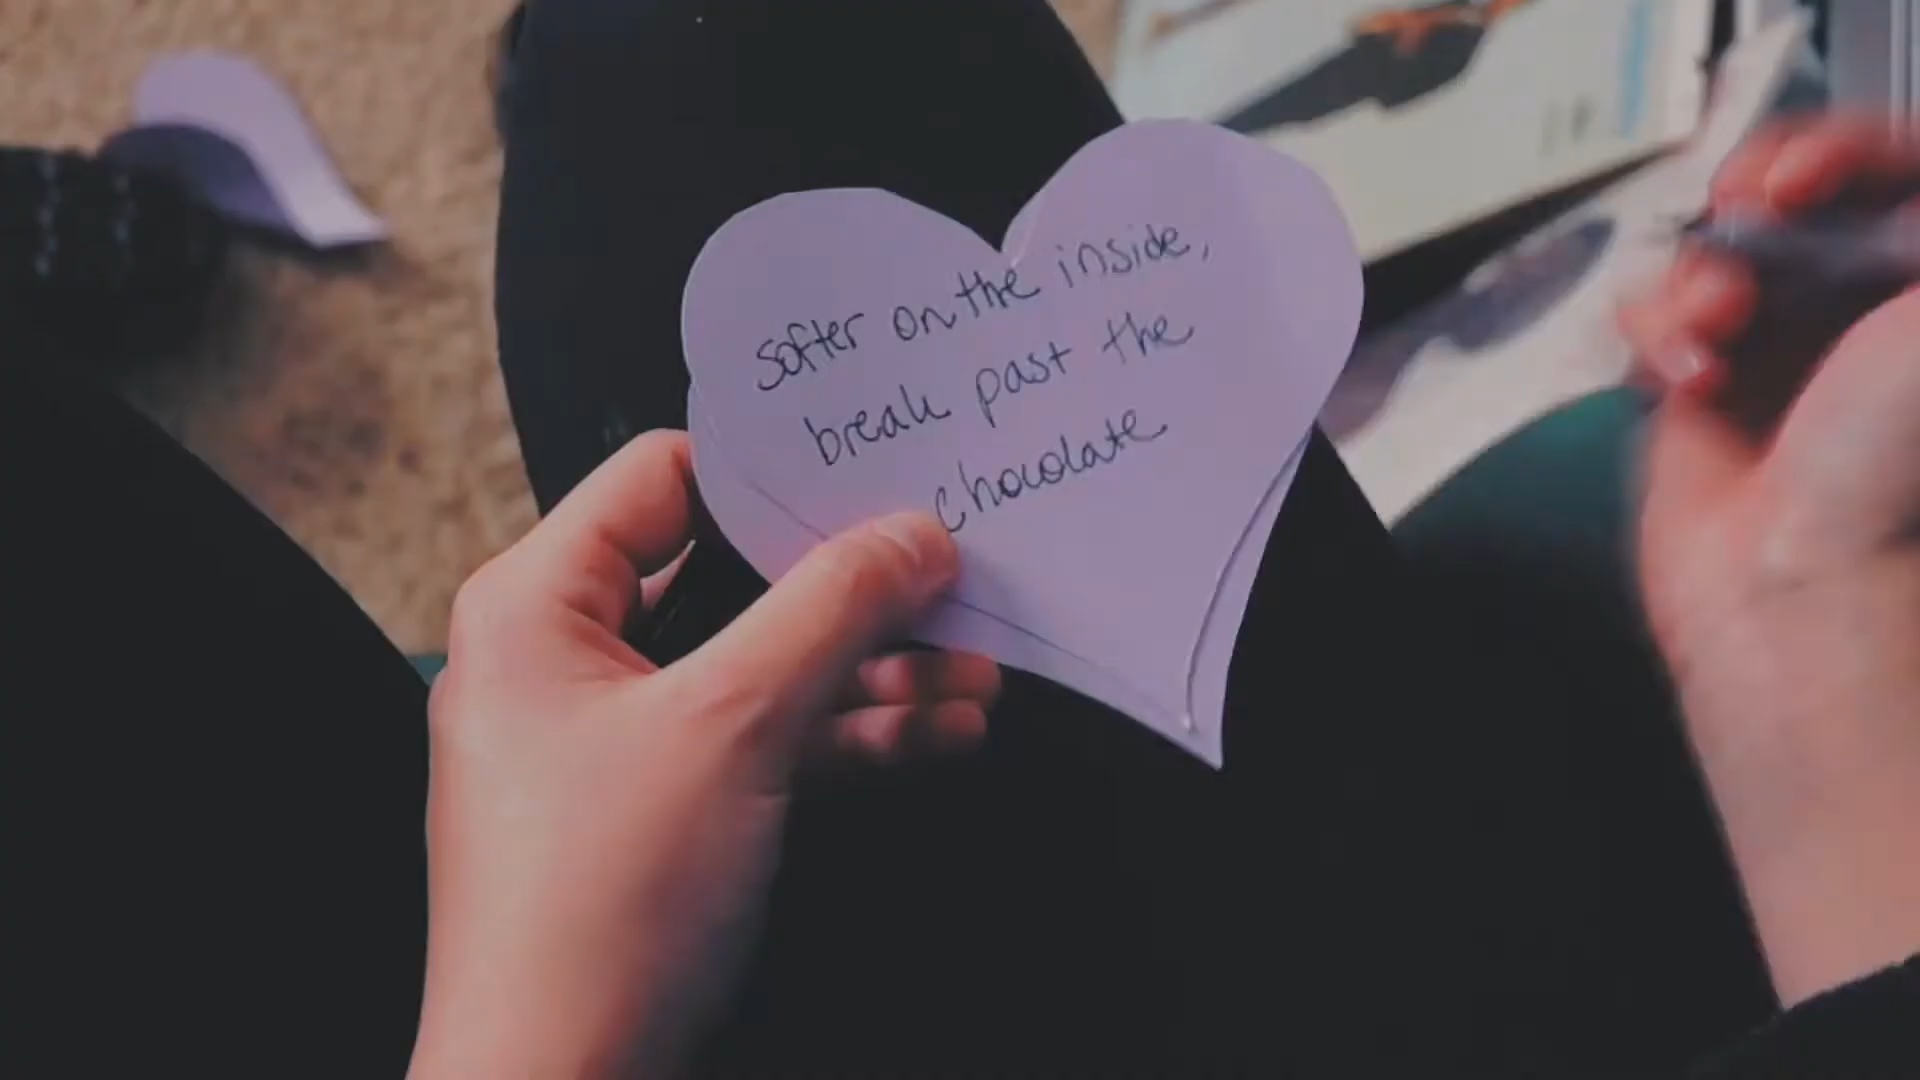 softer on the inside,
break past the
chocolate